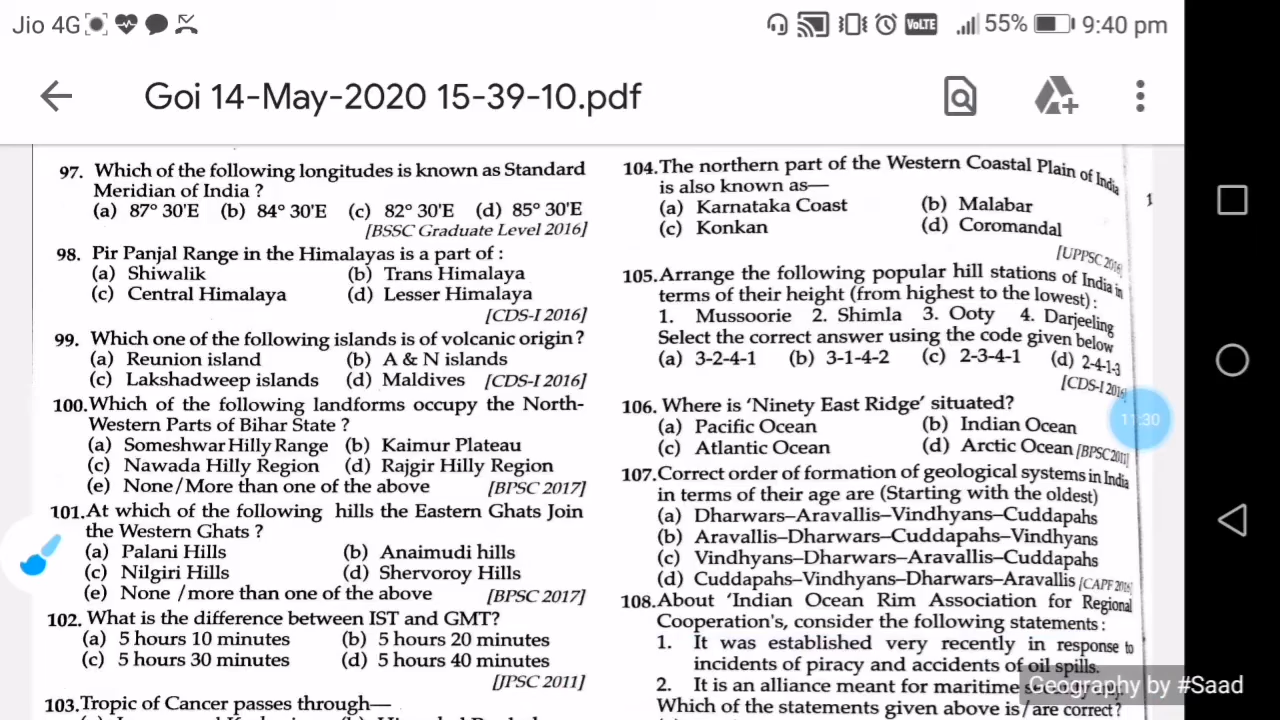 Jio 4G
VoLTE 55% 9:40 pm
Goi 14-May-2020 15-39-10.pdf
97. Which of the following longitudes is known as Standard
Meridian of India ?
(a) 87° 30'E (b) 84° 30'E (c) 82° 30'E (d) 85° 30'E
[BSSC Graduate Level 2016]
98. Pir Panjal Range in the Himalayas is a part of :
(a) Shiwalik (b) Trans Himalaya
(c) Central Himalaya (d) Lesser Himalaya
[CDS-I 2016]
99. Which one of the following islands is of volcanic origin?
(a) Reunion island (b) A & N islands
(c) Lakshadweep islands (d) Maldives [CDS-I 2016]
100. Which of the following landforms occupy the North-
Western Parts of Bihar State ?
(a) Someshwar Hilly Range (b) Kaimur Plateau
(c) Nawada Hilly Region (d) Rajgir Hilly Region
(e) None/More than one of the above [BPSC 2017]
101. At which of the following hills the Eastern Ghats Join
the Western Ghats ?
(a) Palani Hills (b) Anaimudi hills
(c) Nilgiri Hills (d) Shervoroy Hills
(e) None /more than one of the above [BPSC 2017]
102. What is the difference between IST and GMT?
(a) 5 hours 10 minutes (b) 5 hours 20 minutes
(c) 5 hours 30 minutes (d) 5 hours 40 minutes
[JPSC 2011]
103. Tropic of Cancer passes through—
104. The northern part of the Western Coastal Plain of India
is also known as—
(a) Karnataka Coast (b) Malabar
(c) Konkan (d) Coromandal
[UPPSC 2016]
105. Arrange the following popular hill stations of India in
terms of their height (from highest to the lowest) :
1. Mussoorie 2. Shimla 3. Ooty 4. Darjeeling
Select the correct answer using the code given below
(a) 3-2-4-1 (b) 3-1-4-2 (c) 2-3-4-1 (d) 2-4-1-3
[CDS-I 2016]
106. Where is 'Ninety East Ridge' situated?
(a) Pacific Ocean (b) Indian Ocean
(c) Atlantic Ocean (d) Arctic Ocean [BPSC 2011]
107. Correct order of formation of geological systems in India
in terms of their age are (Starting with the oldest)
(a) Dharwars–Aravallis–Vindhyans–Cuddapahs
(b) Aravallis–Dharwars–Cuddapahs–Vindhyans
(c) Vindhyans–Dharwars–Aravallis–Cuddapahs
(d) Cuddapahs–Vindhyans–Dharwars–Aravallis [CAPF 2016]
108. About 'Indian Ocean Rim Association for Regional
Cooperation's, consider the following statements :
1. It was established very recently in response to
incidents of piracy and accidents of oil spills.
2. It is an alliance meant for maritime
Which of the statements given above is/are correct?
11:30
Geography by #Saad